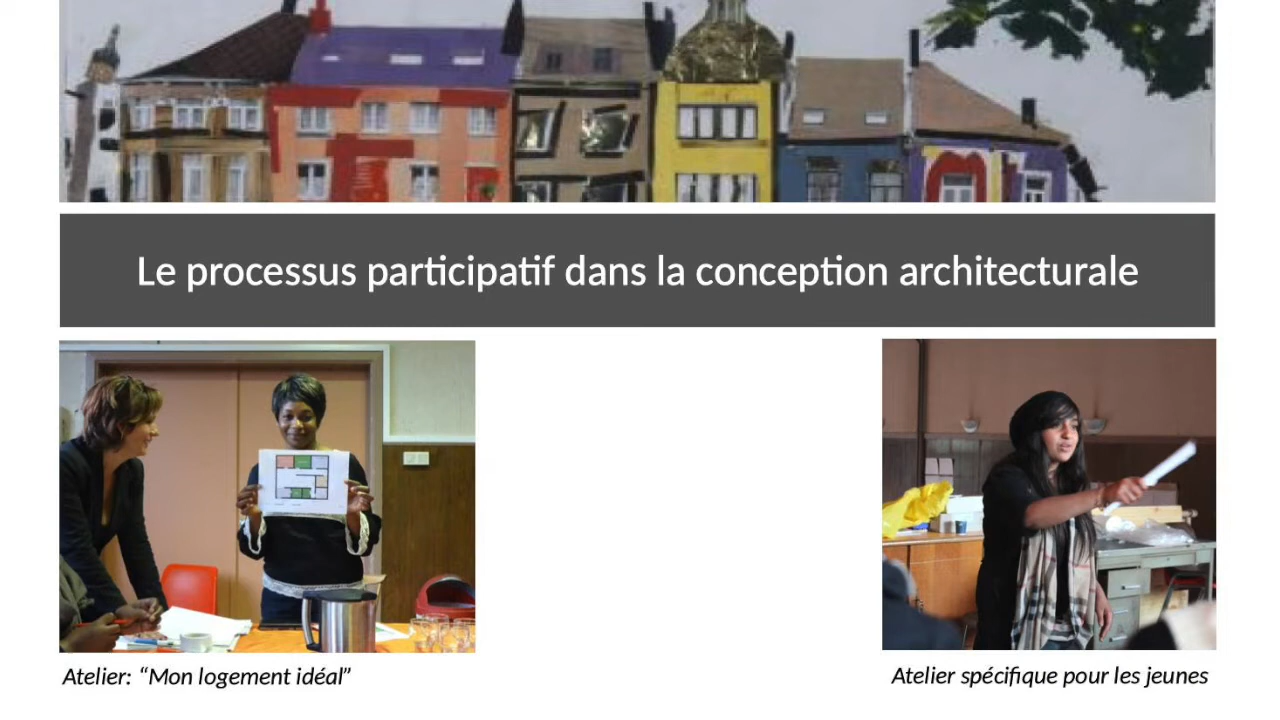 Le processus participatif dans la conception architecturale
Atelier: “Mon logement idéal”
Atelier spécifique pour les jeunes